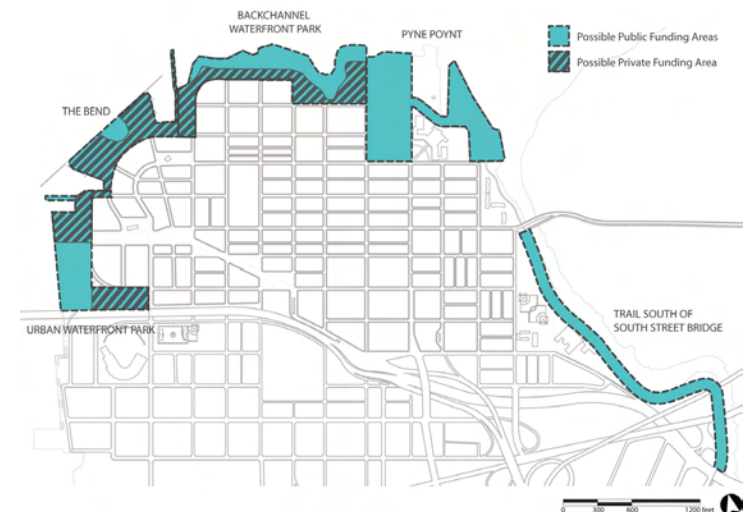 BACKCHANNEL
WATERFRONT PARK
PYNE POYNT
Possible Public Funding Areas
Possible Private Funding Area
THE BEND
URBAN WATERFRONT PARK
TRAIL SOUTH OF
SOUTH STREET BRIDGE
0 300 600 1200 feet